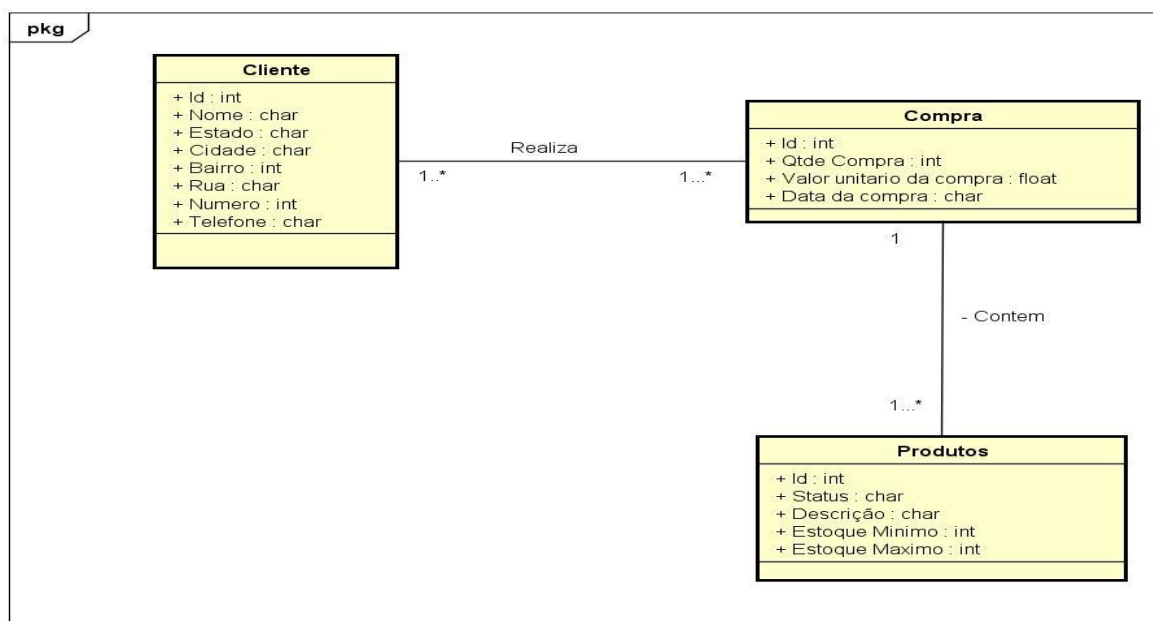 pkg
Cliente
+ Id : int
+ Nome : char
+ Estado : char
+ Cidade : char
+ Bairro : int
+ Rua : char
+ Numero : int
+ Telefone : char
Realiza
1..*
1...*
Compra
+ Id : int
+ Qtde Compra : int
+ Valor unitario da compra : float
+ Data da compra : char
1
- Contem
1...*
Produtos
+ Id : int
+ Status : char
+ Descrição : char
+ Estoque Minimo : int
+ Estoque Maximo : int